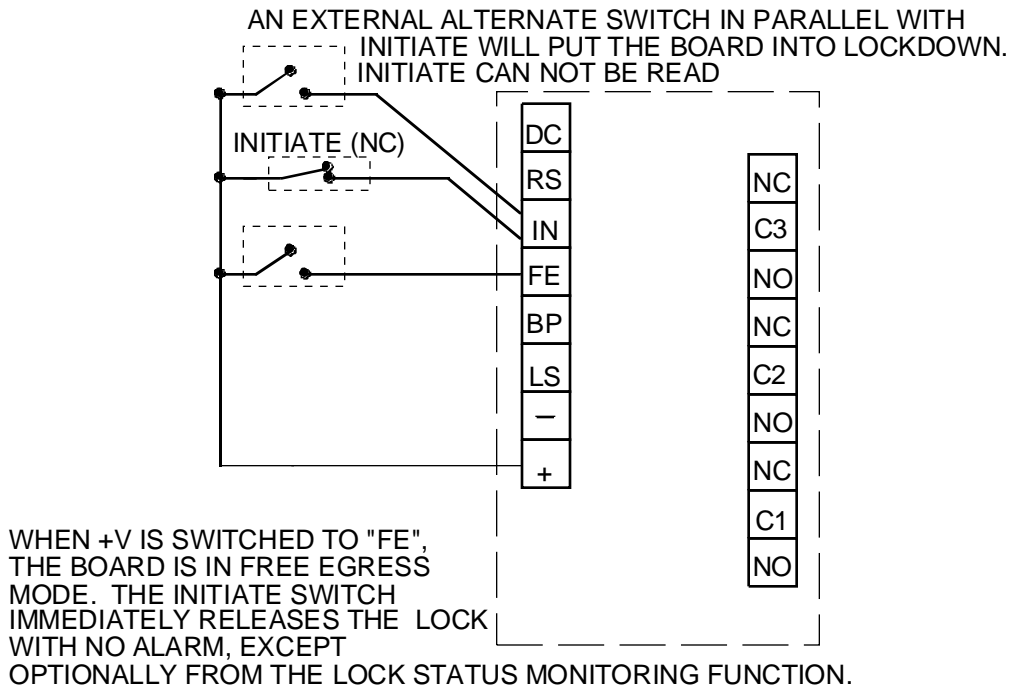 AN EXTERNAL ALTERNATE SWITCH IN PARALLEL WITH
INITIATE WILL PUT THE BOARD INTO LOCKDOWN.
INITIATE CAN NOT BE READ
INITIATE (NC)
DC
RS
IN
FE
BP
LS
–
+
NC
C3
NO
NC
C2
NO
NC
C1
NO
WHEN +V IS SWITCHED TO "FE",
THE BOARD IS IN FREE EGRESS
MODE. THE INITIATE SWITCH
IMMEDIATELY RELEASES THE LOCK
WITH NO ALARM, EXCEPT
OPTIONALLY FROM THE LOCK STATUS MONITORING FUNCTION.